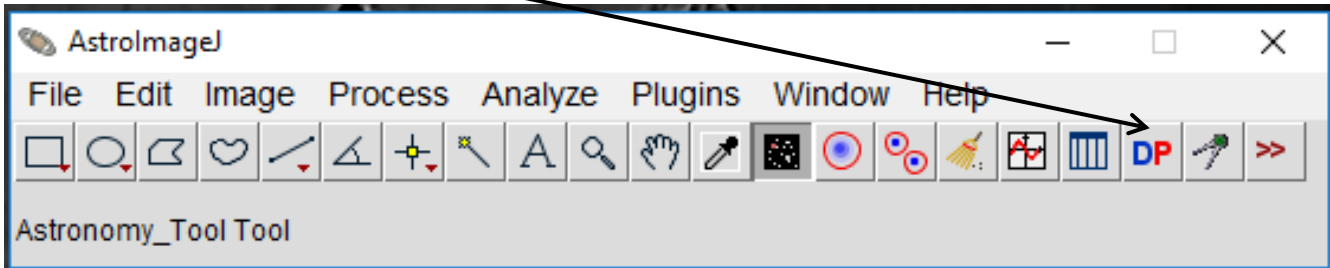 AstroImageJ
File Edit Image Process Analyze Plugins Window Help
A DP >>
Astronomy_Tool Tool